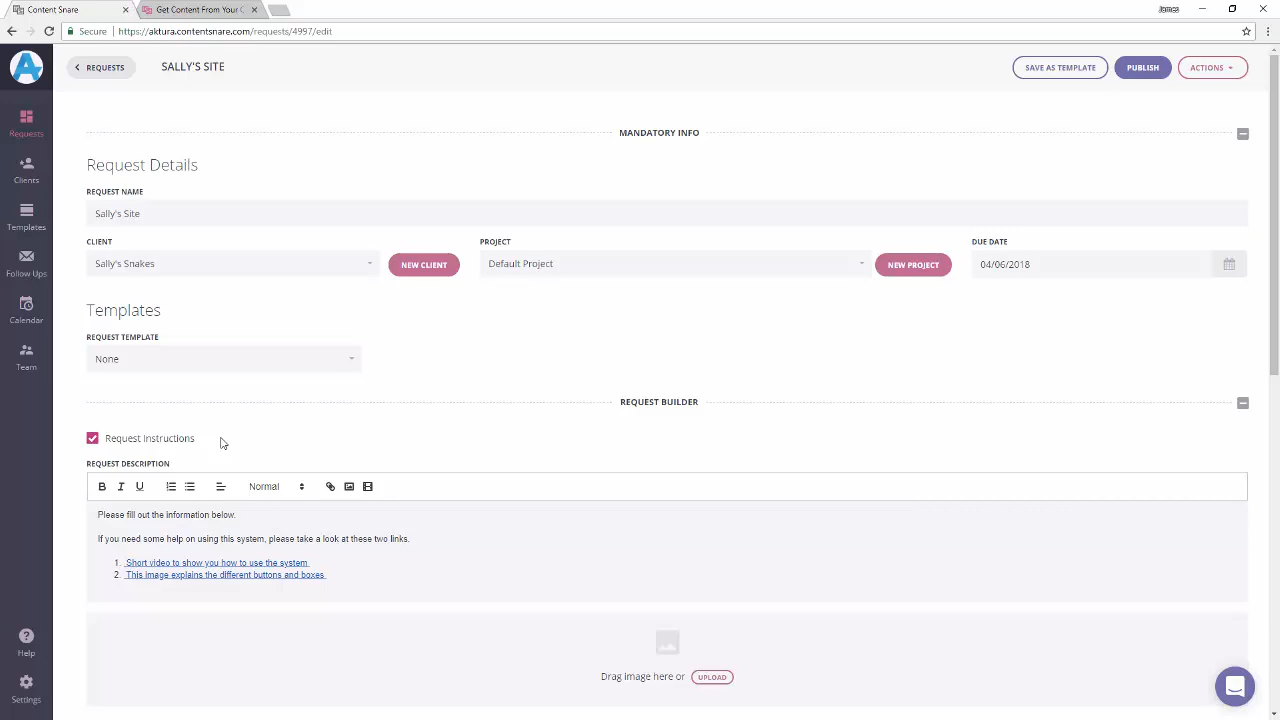 Content Snare
Get Content From Your C
James
Secure
https://aktura.contentsnare.com/requests/4997/edit
REQUESTS
SALLY'S SITE
SAVE AS TEMPLATE
PUBLISH
ACTIONS
Requests
Clients
Templates
Follow Ups
Calendar
Team
Help
Settings
MANDATORY INFO
Request Details
REQUEST NAME
Sally's Site
CLIENT
PROJECT
DUE DATE
Sally's Snakes
NEW CLIENT
Default Project
NEW PROJECT
04/06/2018
Templates
REQUEST TEMPLATE
None
REQUEST BUILDER
Request Instructions
REQUEST DESCRIPTION
B I U Normal
Please fill out the information below.
If you need some help on using this system, please take a look at these two links.
1. Short video to show you how to use the system
2. This image explains the different buttons and boxes
Drag image here or UPLOAD